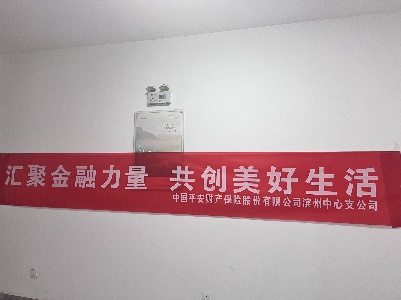 汇聚金融力量 共创美好生活
中国平安财产保险股份有限公司滨州中心支公司